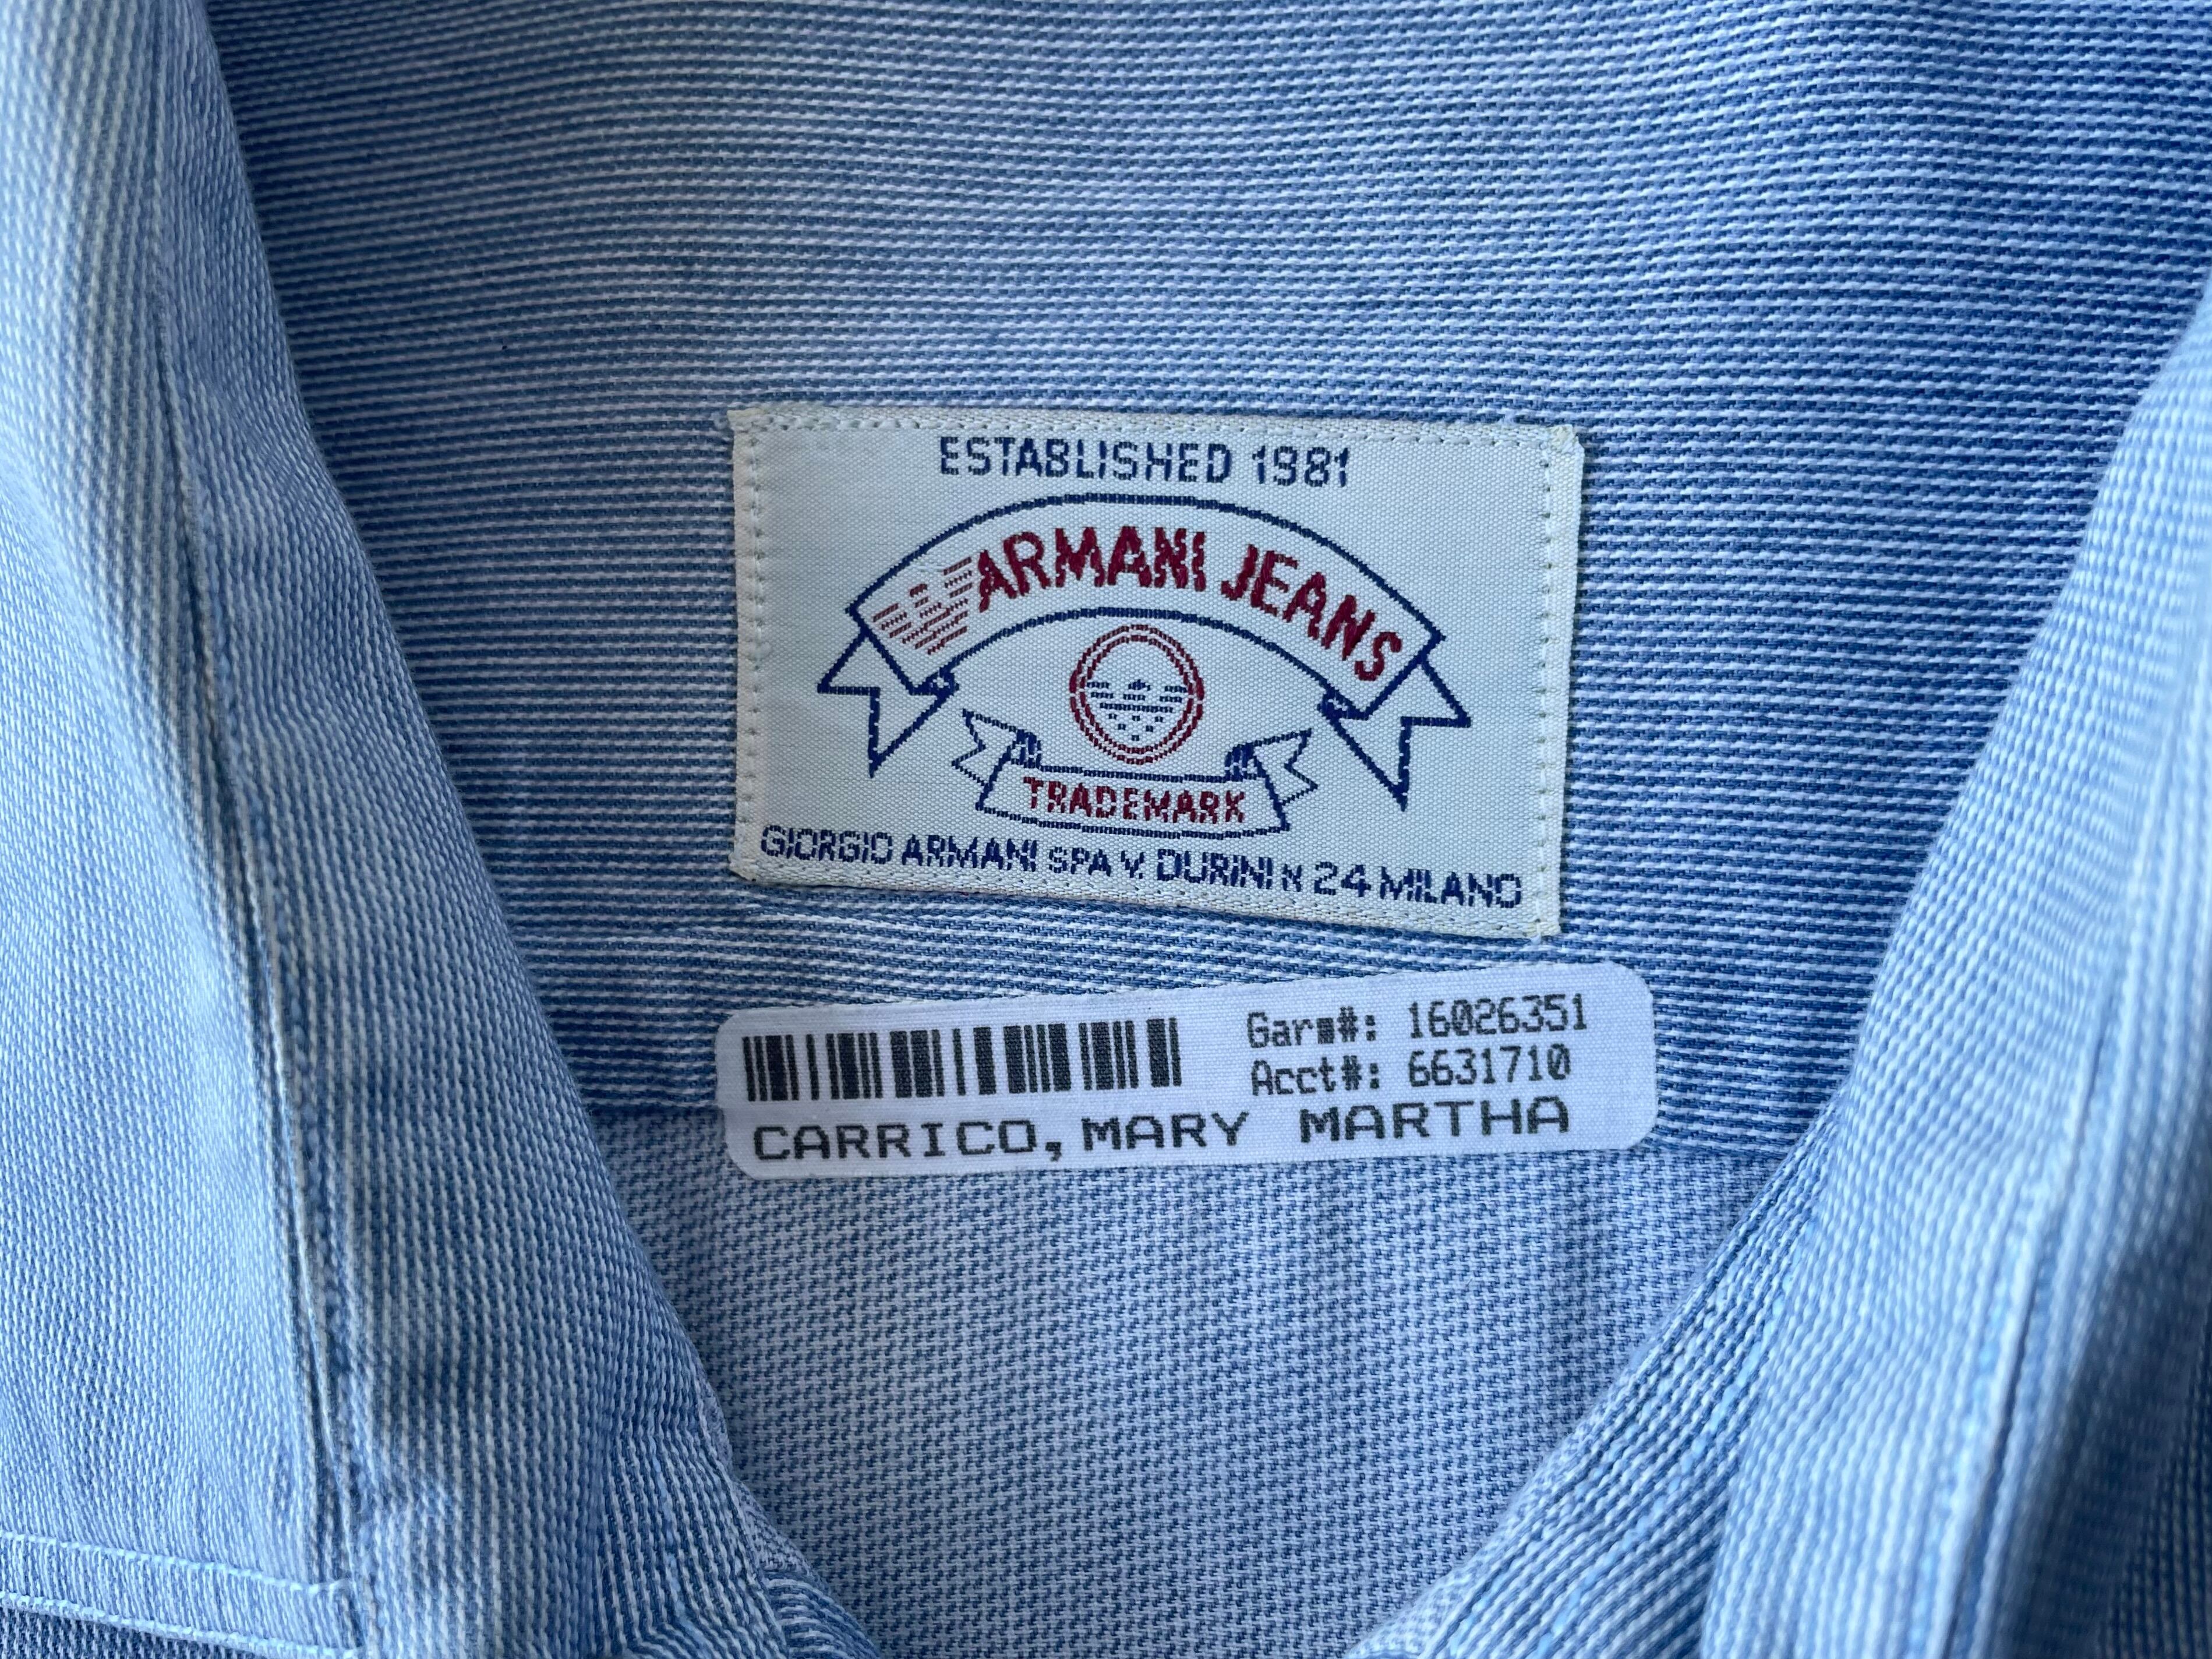 ESTABLISHED 1981
ARMANI JEANS
TRADEMARK
GIORGIO ARMANI SPA V. DURINI N 24 MILANO
Garm#: 16026351
Acct#: 6631710
CARRICO, MARY MARTHA